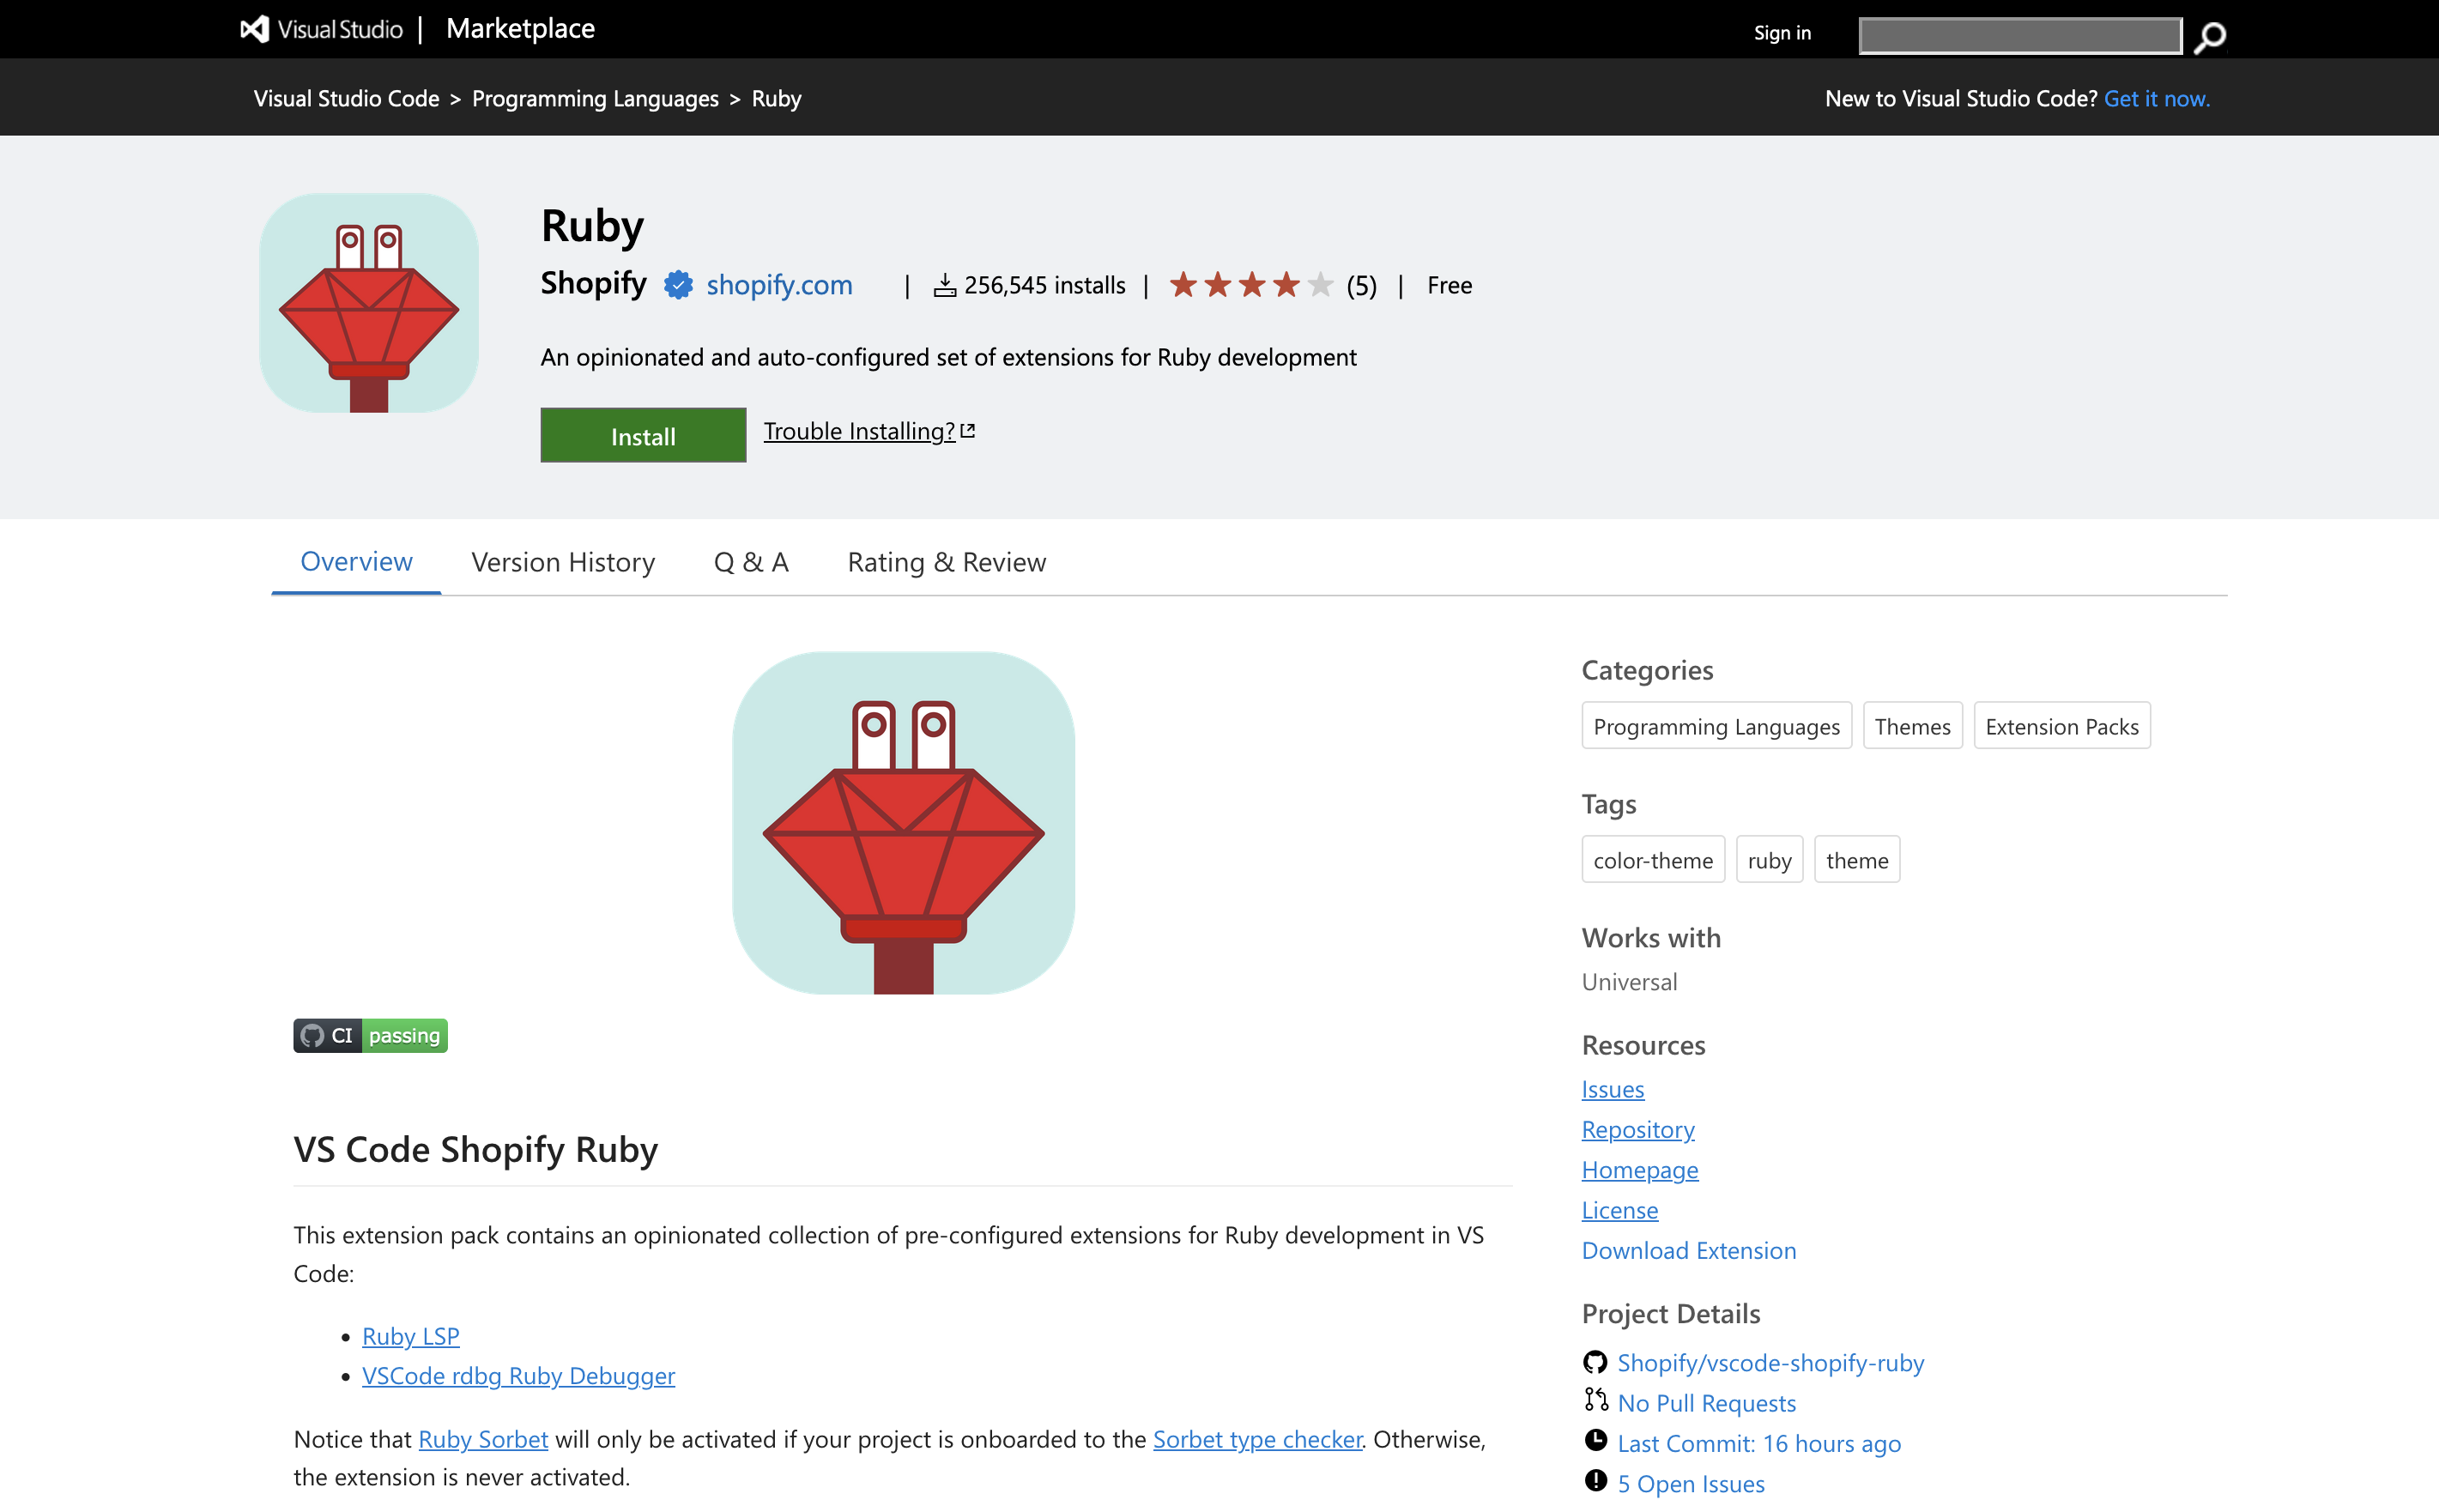 Visual Studio | Marketplace
Sign in
Visual Studio Code > Programming Languages > Ruby
New to Visual Studio Code? Get it now.
Ruby
Shopify shopify.com | 256,545 installs | (5) | Free
An opinionated and auto-configured set of extensions for Ruby development
Install
Trouble Installing?
Overview
Version History
Q & A
Rating & Review
CI passing
VS Code Shopify Ruby
This extension pack contains an opinionated collection of pre-configured extensions for Ruby development in VS
Code:
• Ruby LSP
• VSCode rdbg Ruby Debugger
Notice that Ruby Sorbet will only be activated if your project is onboarded to the Sorbet type checker. Otherwise,
the extension is never activated.
Categories
Programming Languages
Themes
Extension Packs
Tags
color-theme
ruby
theme
Works with
Universal
Resources
Issues
Repository
Homepage
License
Download Extension
Project Details
Shopify/vscode-shopify-ruby
No Pull Requests
Last Commit: 16 hours ago
5 Open Issues